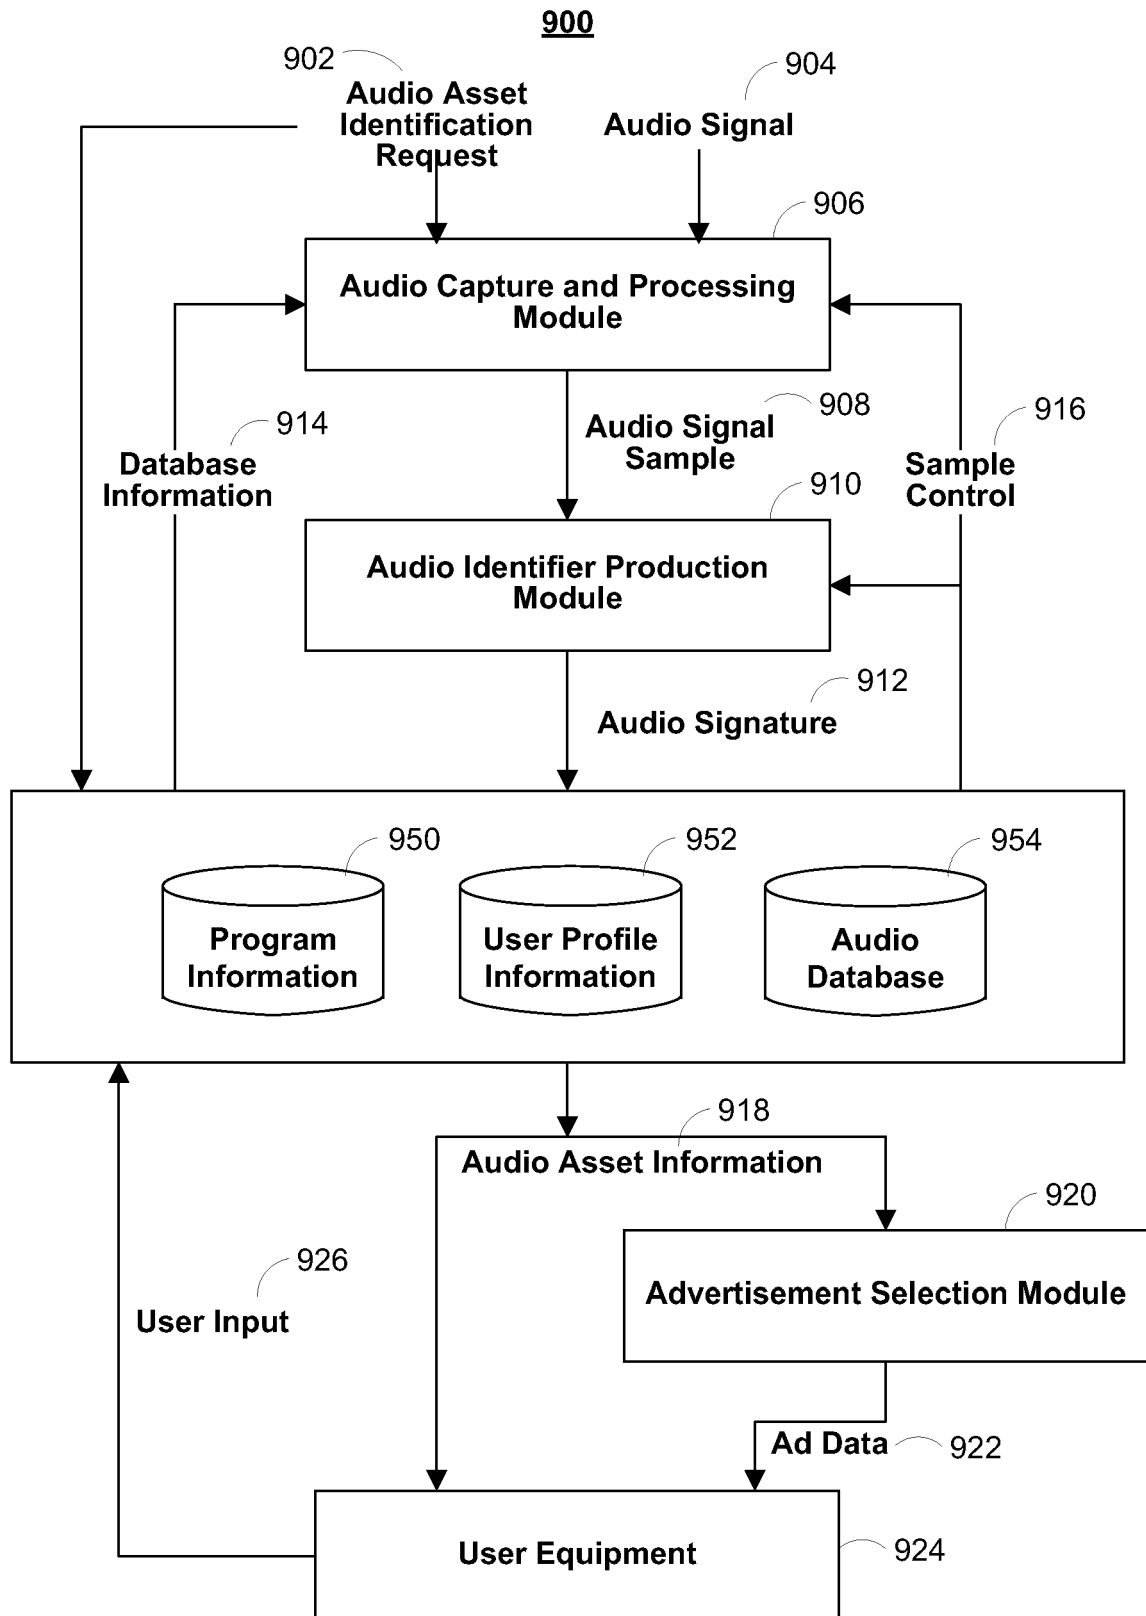 900
902
904
Audio Asset
Identification
Request
Audio Signal
906
Audio Capture and Processing
Module
908
Audio Signal
Sample
914
Database
Information
916
Sample
Control
910
Audio Identifier Production
Module
912
Audio Signature
950
952
954
Program
Information
User Profile
Information
Audio
Database
918
Audio Asset Information
920
Advertisement Selection Module
926
User Input
Ad Data
922
User Equipment
924